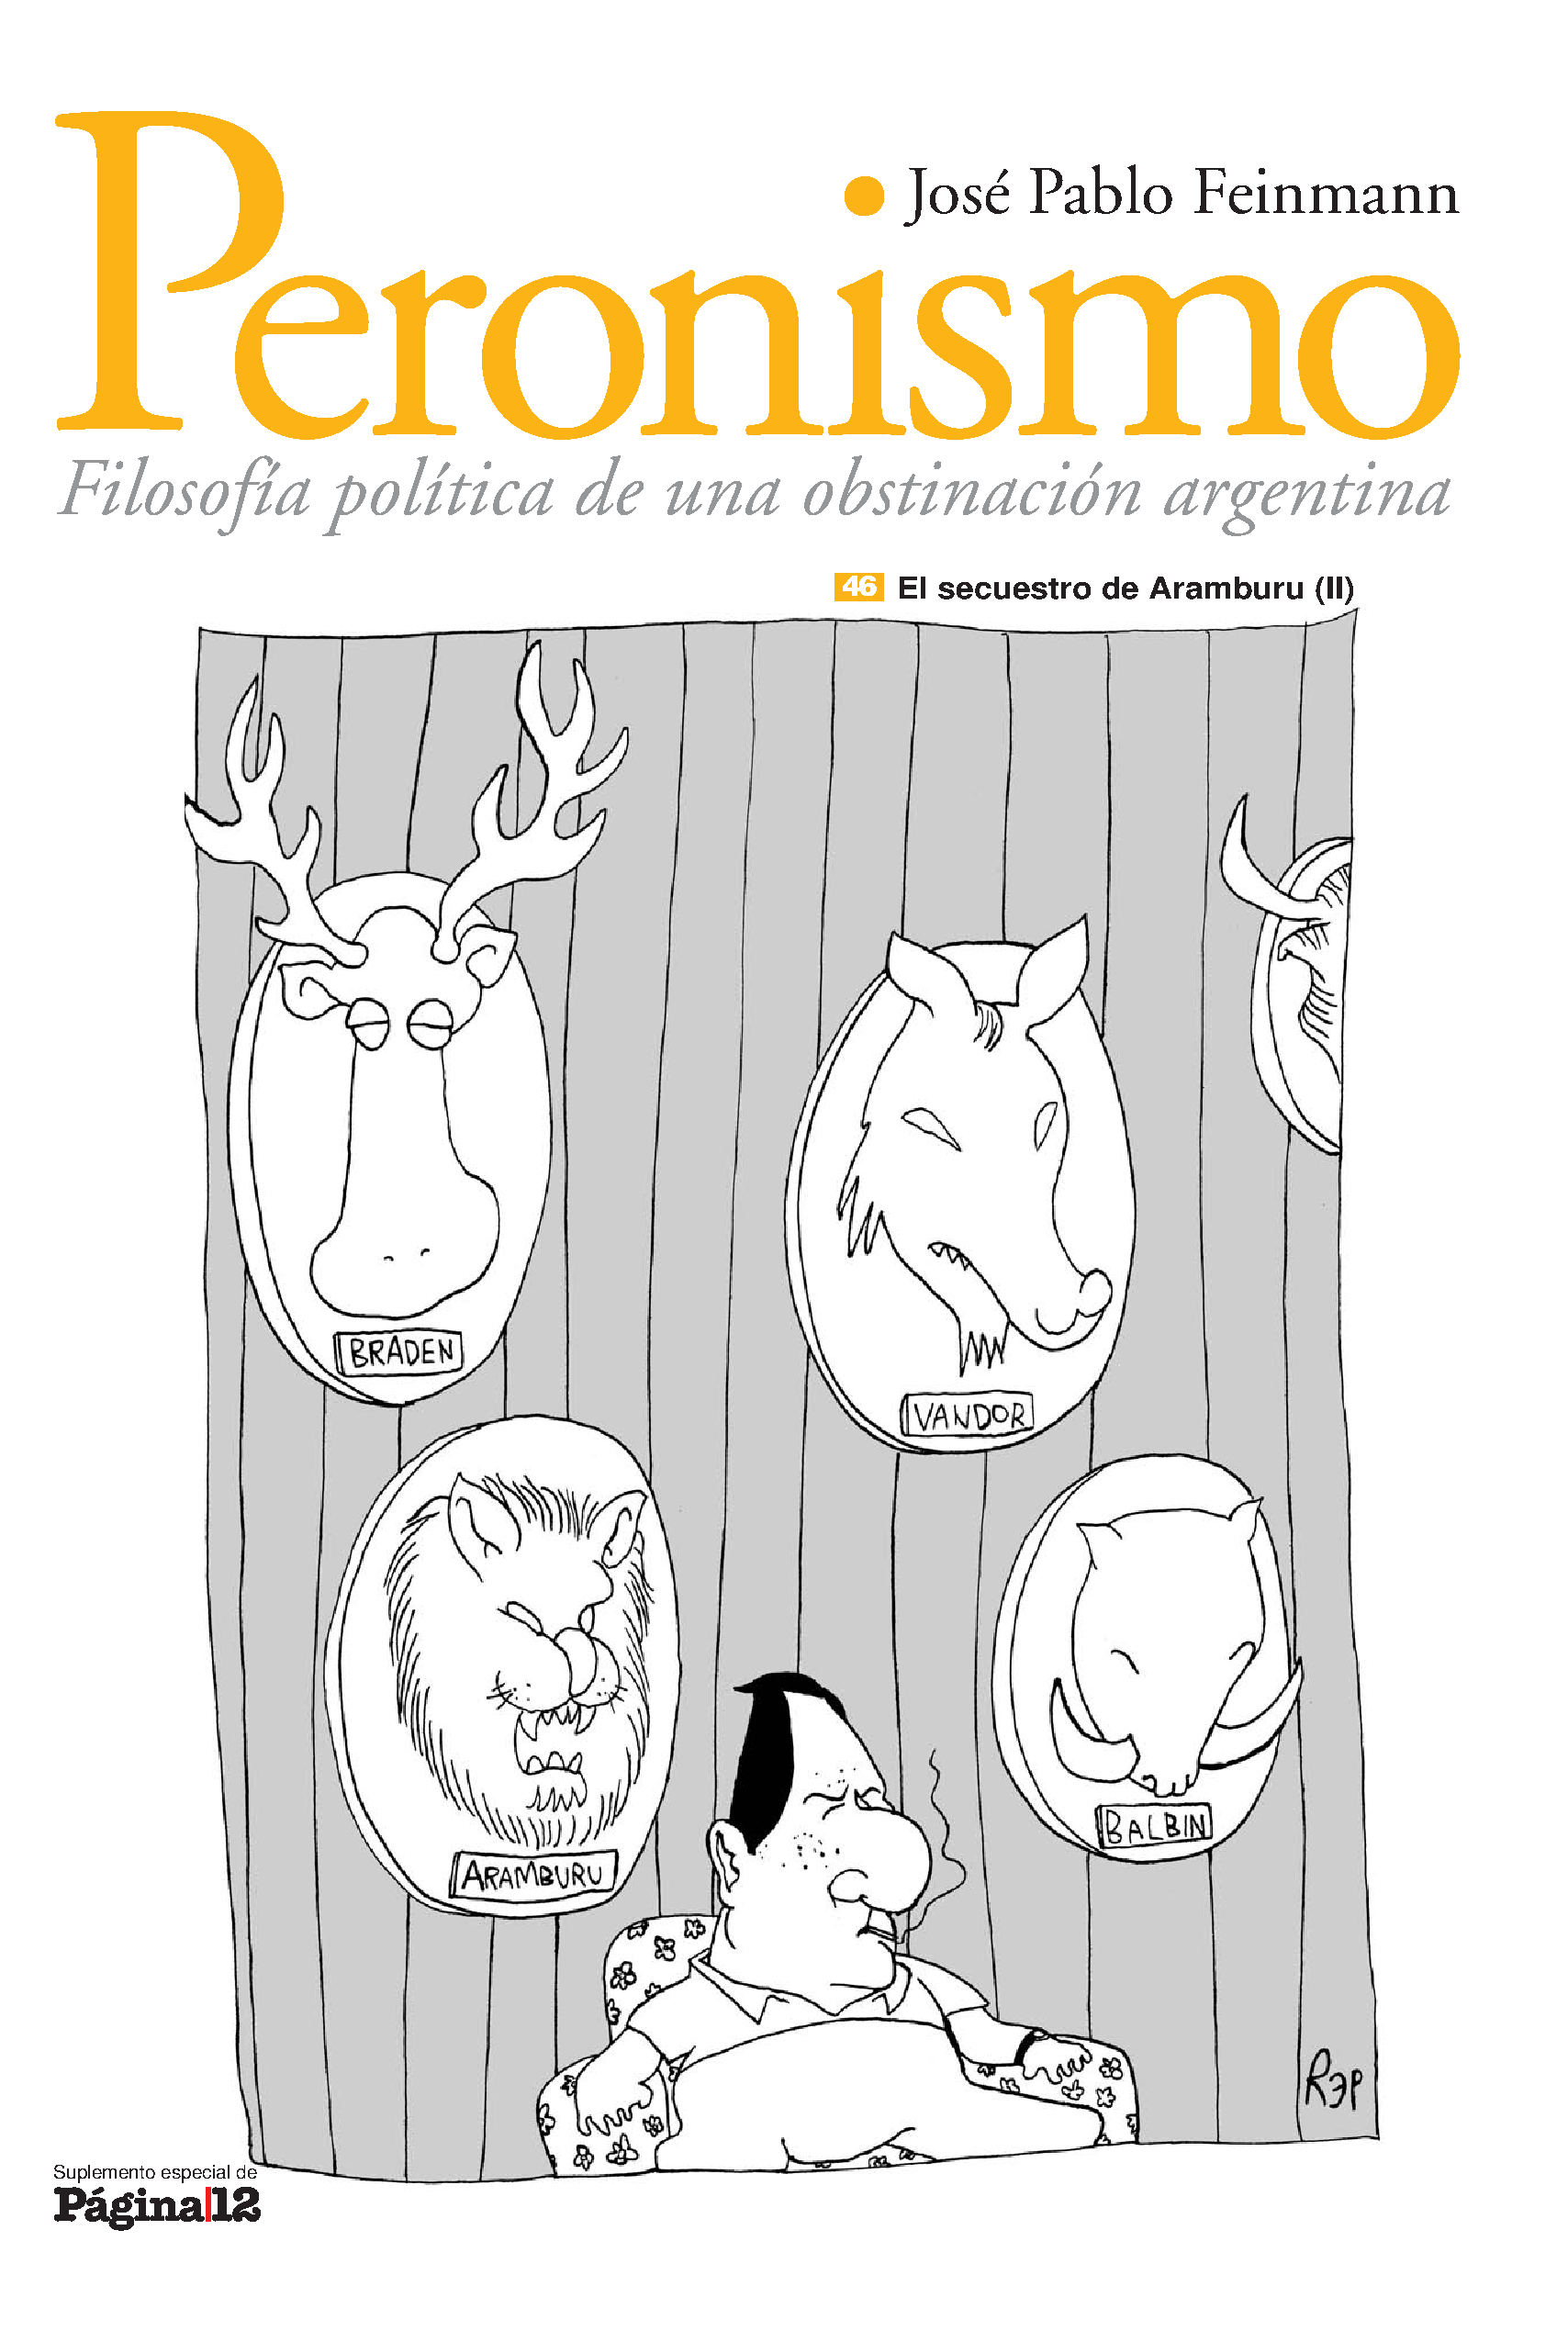 José Pablo Feinmann
Peronismo
Filosofía política de una obstinación argentina
46 El secuestro de Aramburu (II)
BRADEN
VANDOR
ARAMBURU
BALBIN
REP
Suplemento especial de
Página|12